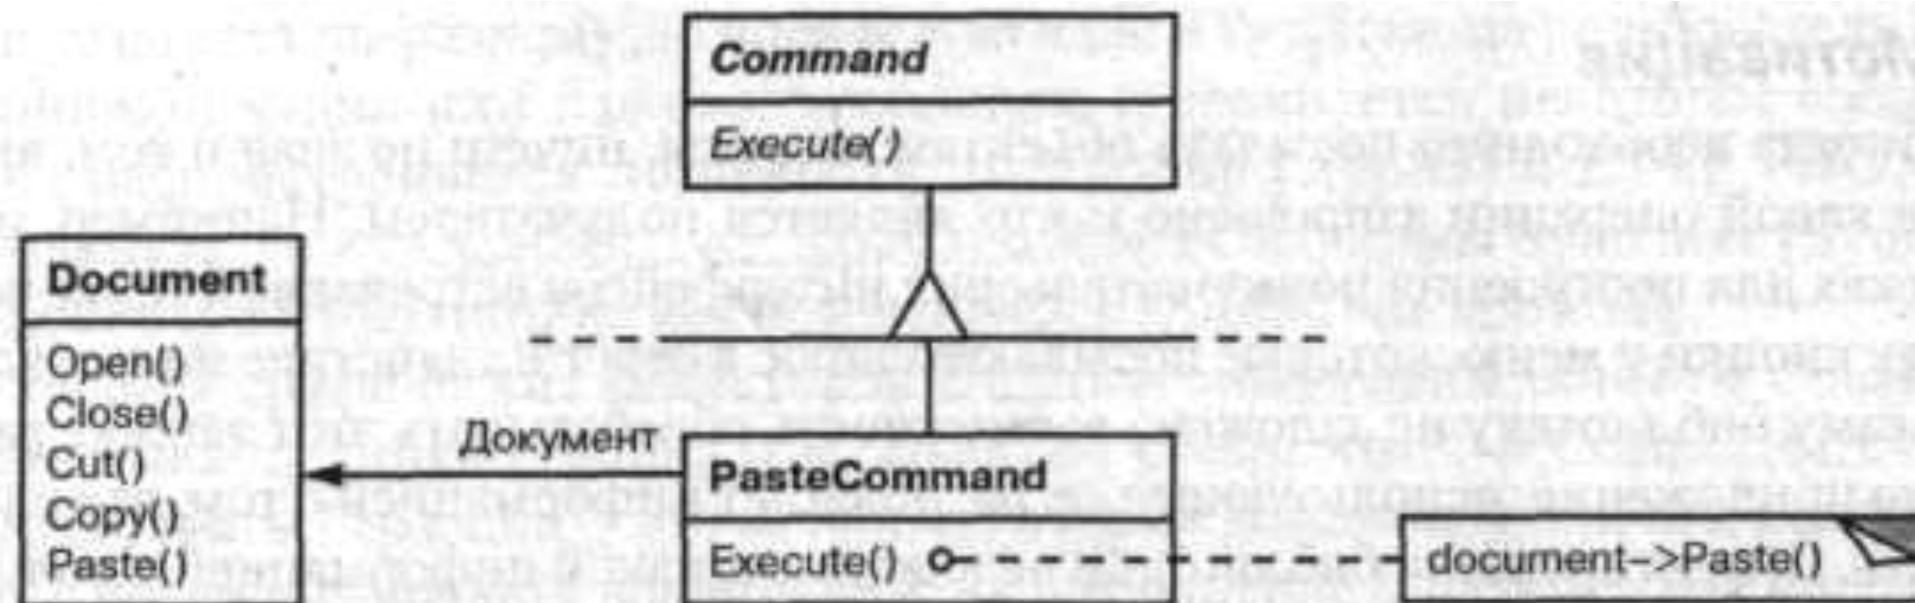 Command
Execute()
Document
Open()
Close()
Cut()
Copy()
Paste()
Документ
PasteCommand
Execute()
document->Paste()